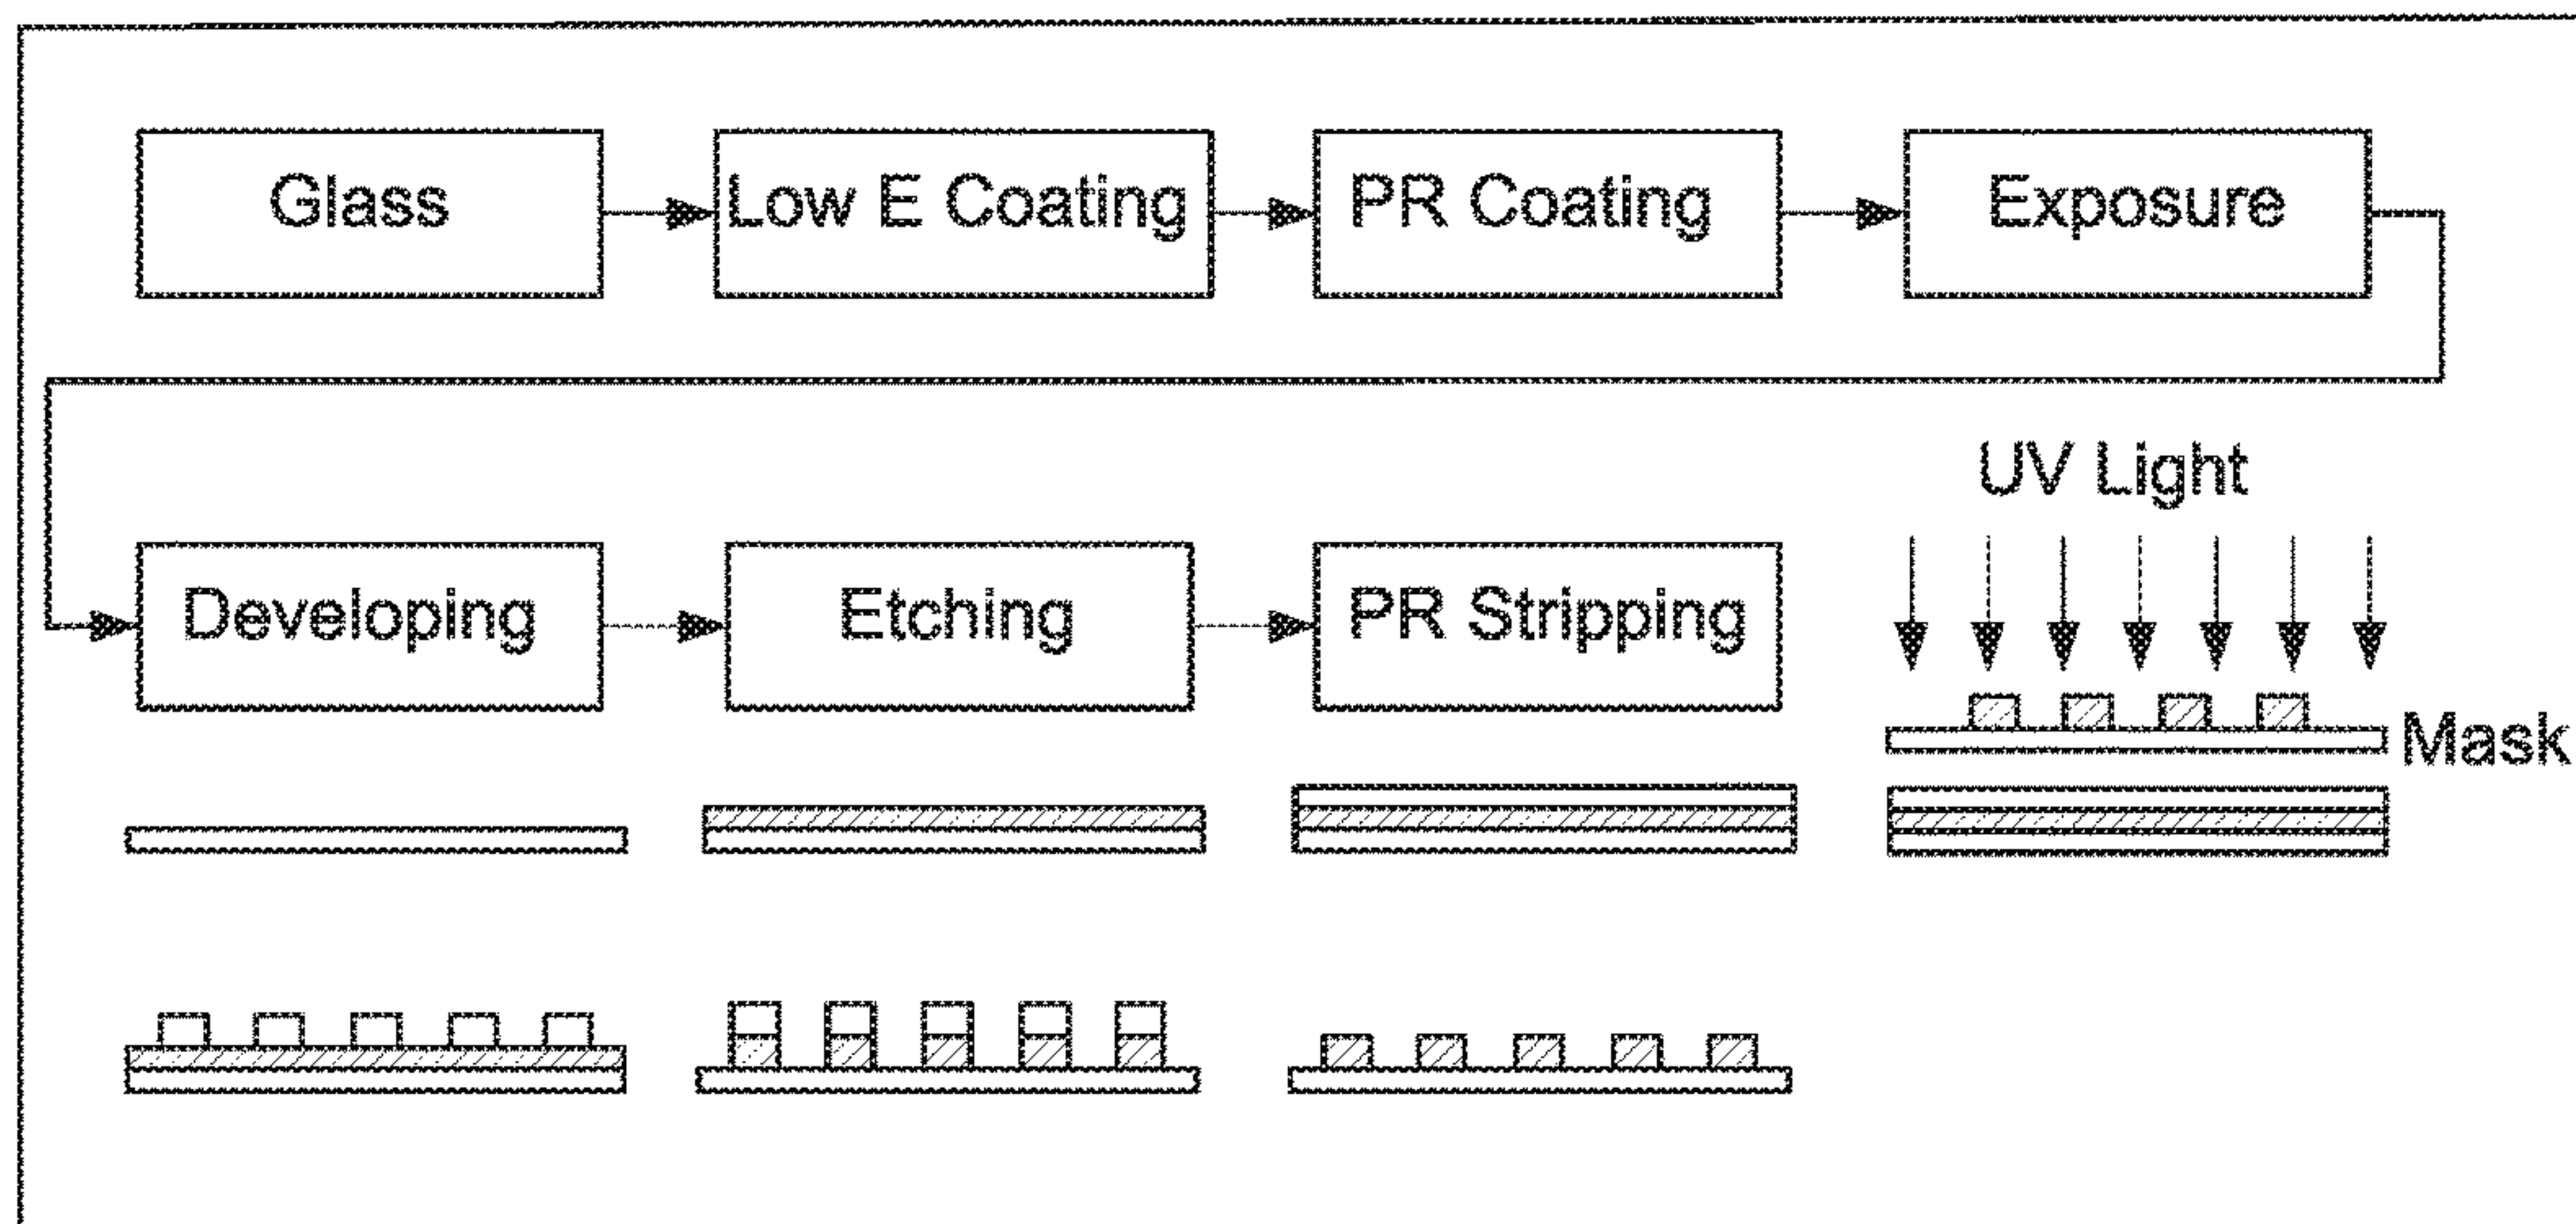 Glass
Low E Coating
PR Coating
Exposure
UV Light
Developing
Etching
PR Stripping
Mask